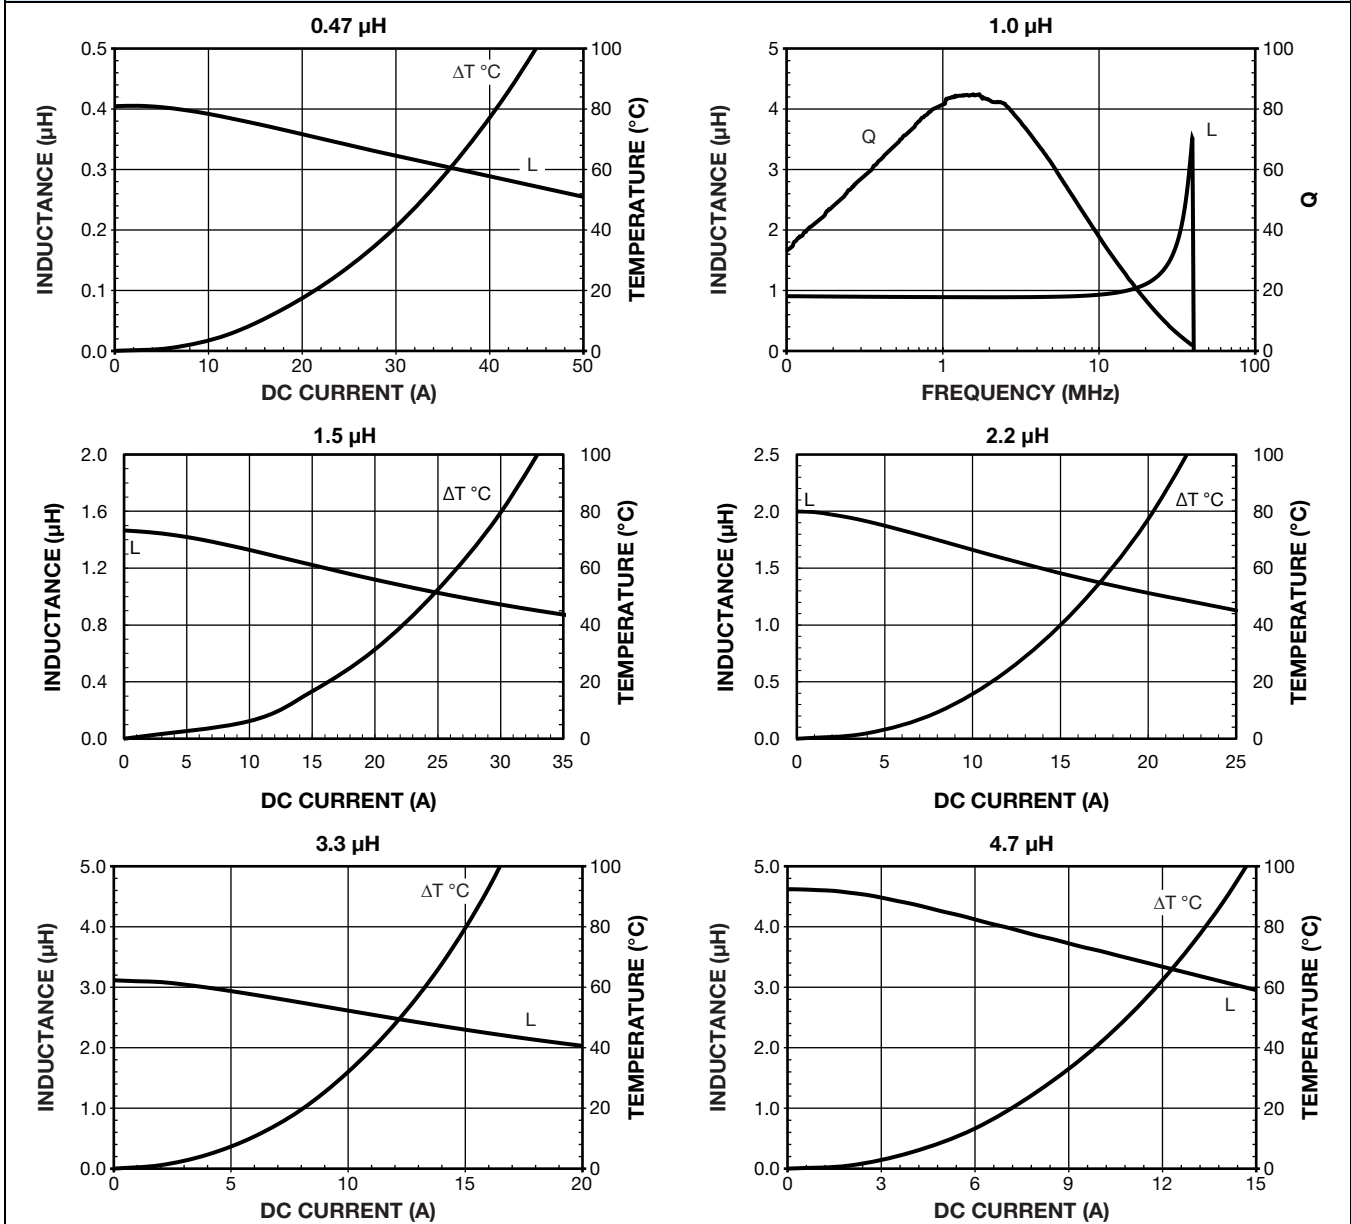 0.47 µH
0.5
0.4
0.3
0.2
0.1
0.0
INDUCTANCE (µH)
ΔT °C
L
100
80
60
40
20
0
TEMPERATURE (°C)
0 10 20 30 40 50
DC CURRENT (A)
1.0 µH
5
4
3
2
1
0
INDUCTANCE (µH)
Q
L
100
80
60
40
20
0
Q
0 1 10 100
FREQUENCY (MHz)
1.5 µH
2.0
1.6
1.2
0.8
0.4
0.0
INDUCTANCE (µH)
ΔT °C
L
100
80
60
40
20
0
TEMPERATURE (°C)
0 5 10 15 20 25 30 35
DC CURRENT (A)
2.2 µH
2.5
2.0
1.5
1.0
0.5
0.0
INDUCTANCE (µH)
L
ΔT °C
100
80
60
40
20
0
TEMPERATURE (°C)
0 5 10 15 20 25
DC CURRENT (A)
3.3 µH
5.0
4.0
3.0
2.0
1.0
0.0
INDUCTANCE (µH)
ΔT °C
L
100
80
60
40
20
0
TEMPERATURE (°C)
0 5 10 15 20
DC CURRENT (A)
4.7 µH
5.0
4.0
3.0
2.0
1.0
0.0
INDUCTANCE (µH)
ΔT °C
L
100
80
60
40
20
0
TEMPERATURE (°C)
0 3 6 9 12 15
DC CURRENT (A)